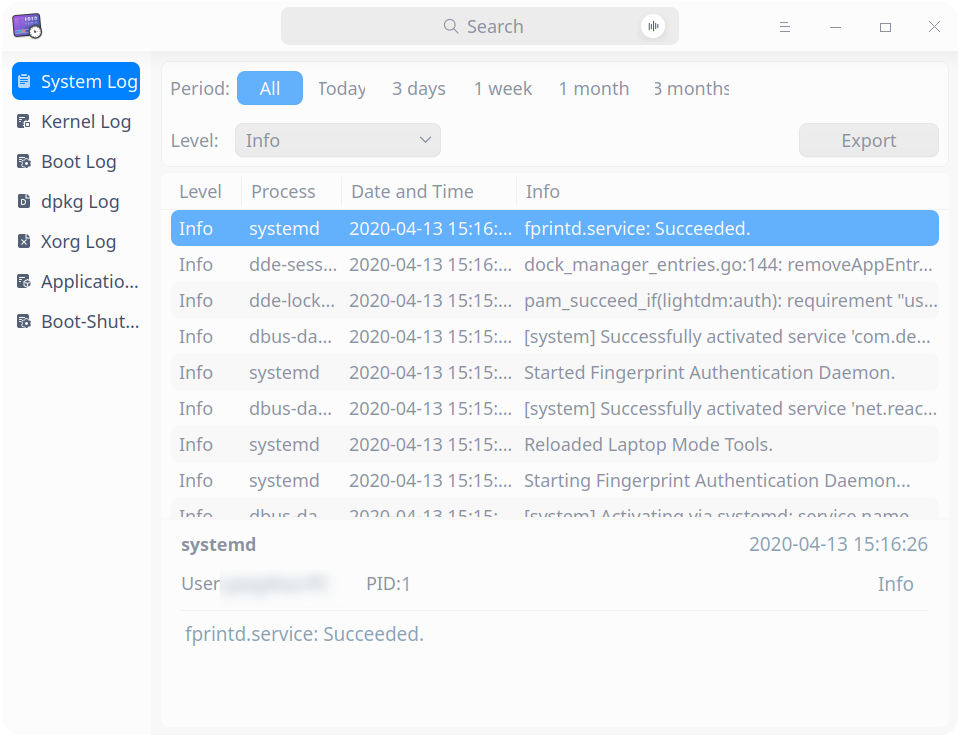 Search
System Log
Kernel Log
Boot Log
dpkg Log
Xorg Log
Applicatio...
Boot-Shut...
Period: All Today 3 days 1 week 1 month 3 months
Level: Info Export
Level Process Date and Time Info
Info systemd 2020-04-13 15:16:... fprintd.service: Succeeded.
Info dde-sess... 2020-04-13 15:16:... dock_manager_entries.go:144: removeAppEntr...
Info dde-lock... 2020-04-13 15:15:... pam_succeed_if(lightdm:auth): requirement "us...
Info dbus-da... 2020-04-13 15:15:... [system] Successfully activated service 'com.de...
Info systemd 2020-04-13 15:15:... Started Fingerprint Authentication Daemon.
Info dbus-da... 2020-04-13 15:15:... [system] Successfully activated service 'net.reac...
Info systemd 2020-04-13 15:15:... Reloaded Laptop Mode Tools.
Info systemd 2020-04-13 15:15:... Starting Fingerprint Authentication Daemon...
Info dbus-da... 2020-04-13 15:15:... [system] Activating via systemd: service name...
systemd 2020-04-13 15:16:26
User PID:1 Info
fprintd.service: Succeeded.